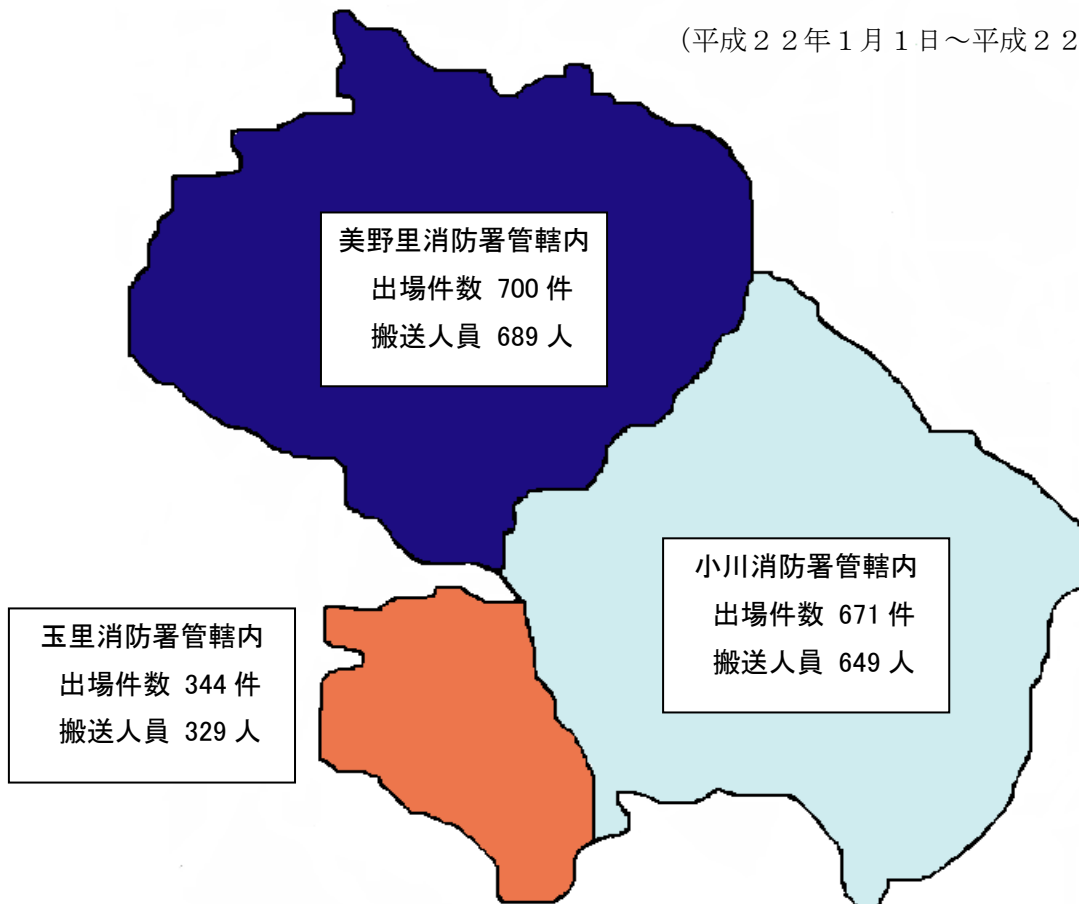 (平成２２年１月１日～平成２２
美野里消防署管轄内
出場件数 700 件
搬送人員 689 人
小川消防署管轄内
出場件数 671 件
搬送人員 649 人
玉里消防署管轄内
出場件数 344 件
搬送人員 329 人